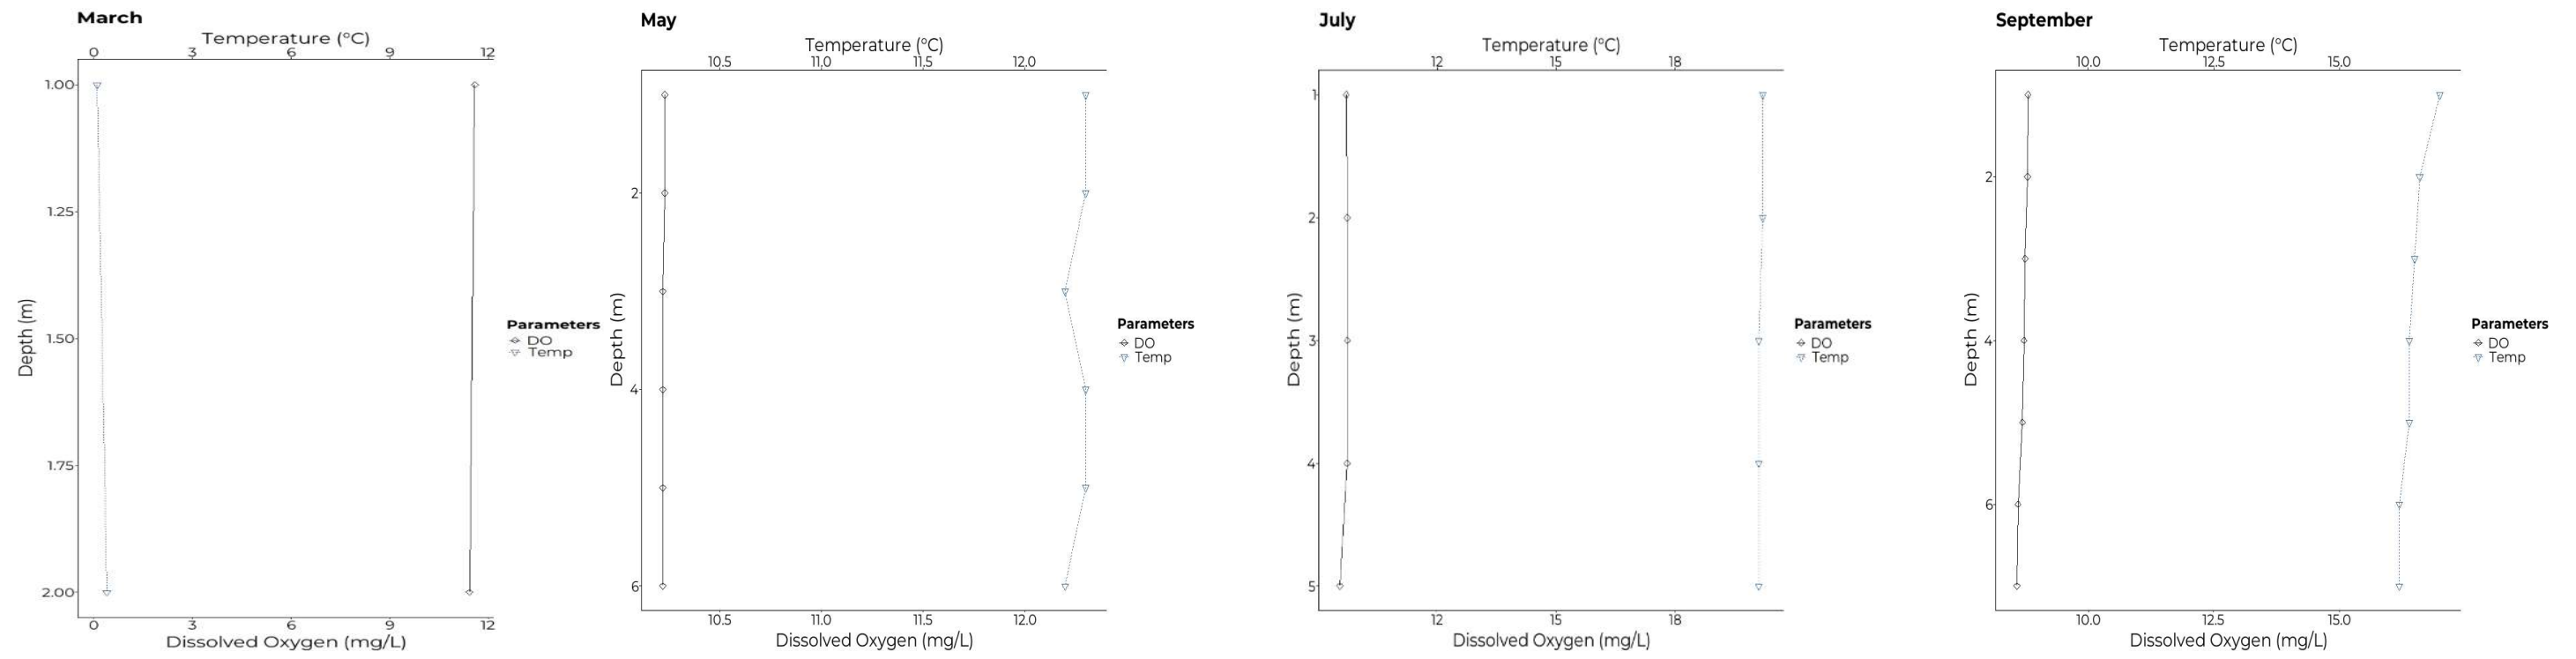 March
Temperature (°C)
0 3 6 9 12
1.00
1.25
1.50
1.75
2.00
Depth (m)
0 3 6 9 12
Dissolved Oxygen (mg/L)
Parameters
DO
Temp
May
Temperature (°C)
10.5 11.0 11.5 12.0
2
4
6
Depth (m)
10.5 11.0 11.5 12.0
Dissolved Oxygen (mg/L)
Parameters
DO
Temp
July
Temperature (°C)
12 15 18
1
2
3
4
5
Depth (m)
12 15 18
Dissolved Oxygen (mg/L)
Parameters
DO
Temp
September
Temperature (°C)
10.0 12.5 15.0
2
4
6
Depth (m)
10.0 12.5 15.0
Dissolved Oxygen (mg/L)
Parameters
DO
Temp